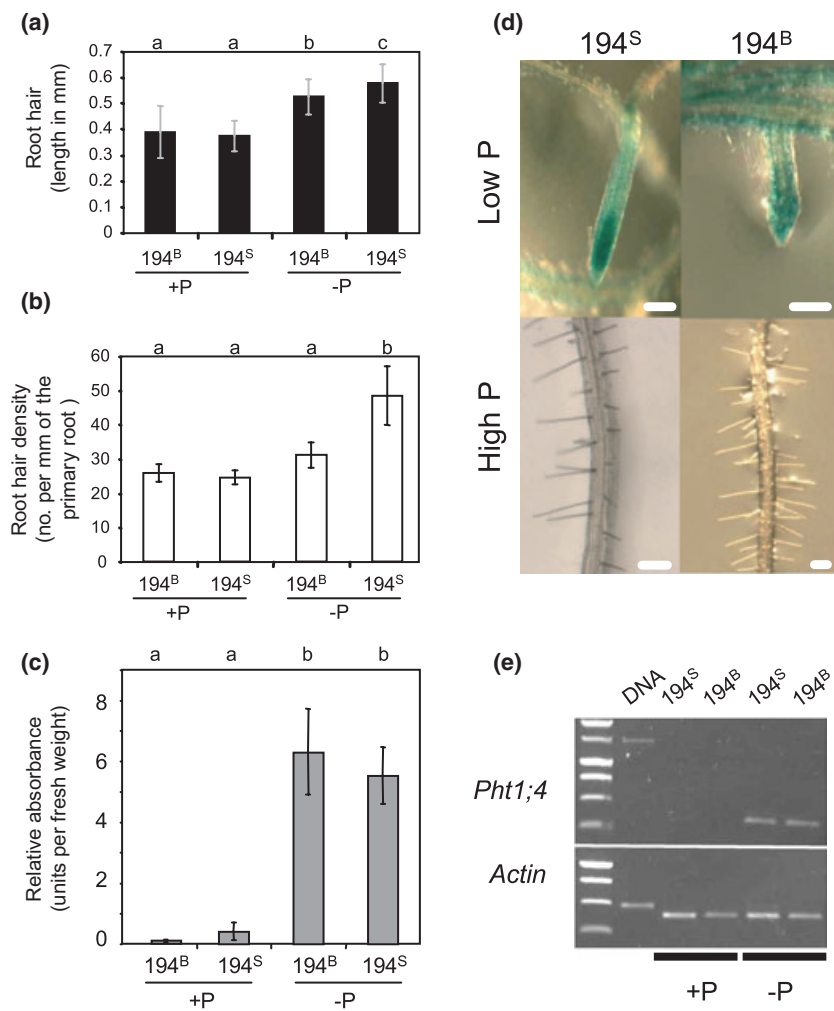 (a)
a a b c
Root hair
(length in mm)
0.7
0.6
0.5
0.4
0.3
0.2
0.1
0
194B 194S 194B 194S
+P -P
(b)
a a a b
Root hair density
(no. per mm of the
primary root )
60
50
40
30
20
10
0
194B 194S 194B 194S
+P -P
(c)
a a b b
Relative absorbance
(units per fresh weight)
8
6
4
2
0
194B 194S 194B 194S
+P -P
(d)
194S 194B
Low P
High P
(e)
DNA 194S 194B 194S 194B
Pht1;4
Actin
+P -P